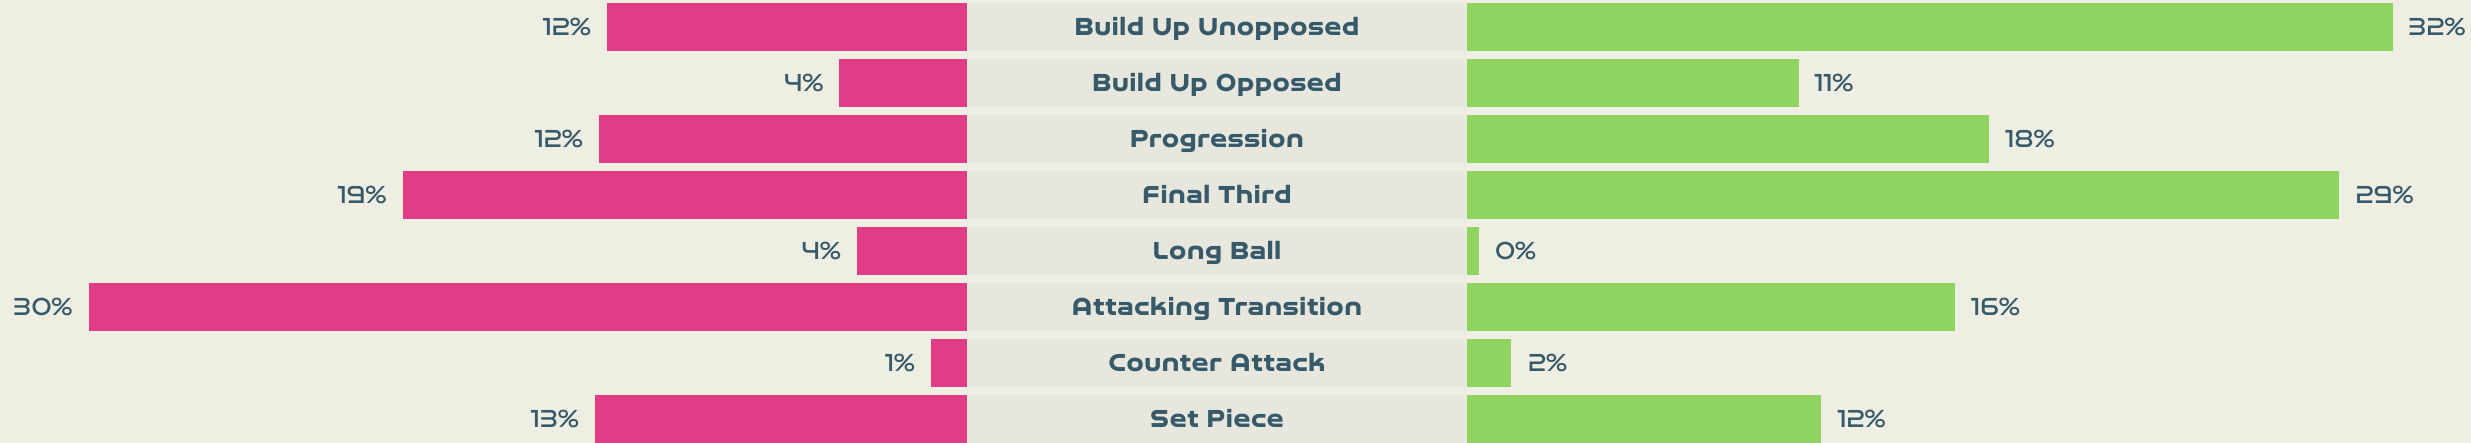 12% Build Up Unopposed 32%
4% Build Up Opposed 11%
12% Progression 18%
19% Final Third 29%
4% Long Ball 0%
30% Attacking Transition 16%
1% Counter Attack 2%
13% Set Piece 12%